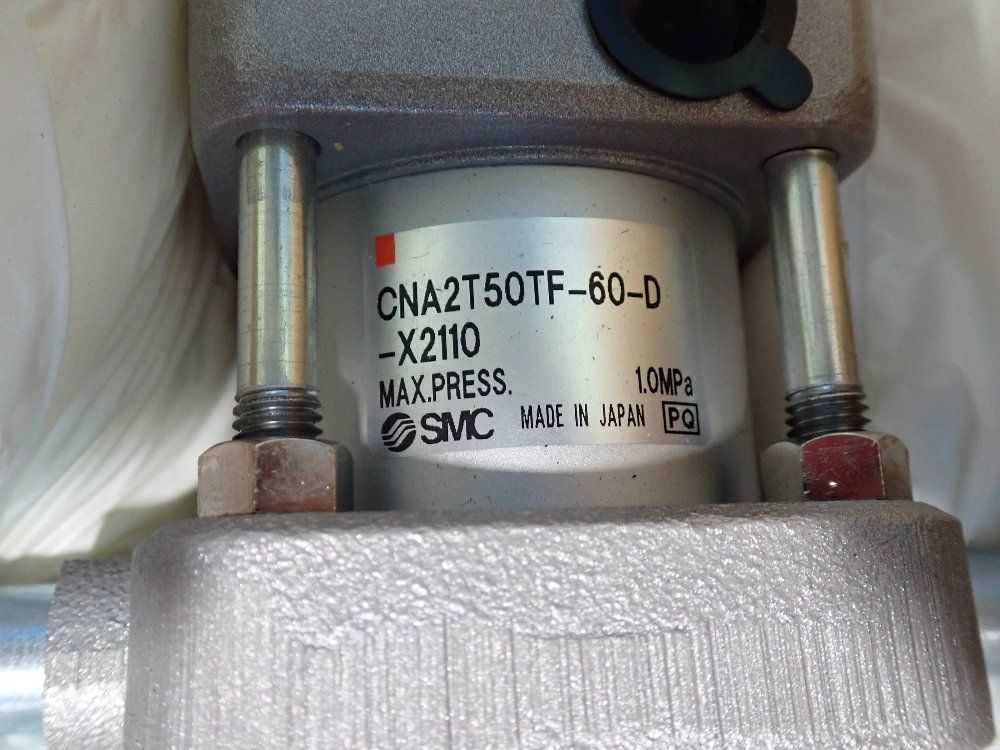 CNA2T50TF-60-D
-X2110
MAX.PRESS. 1.0MPa
SMC MADE IN JAPAN PQ